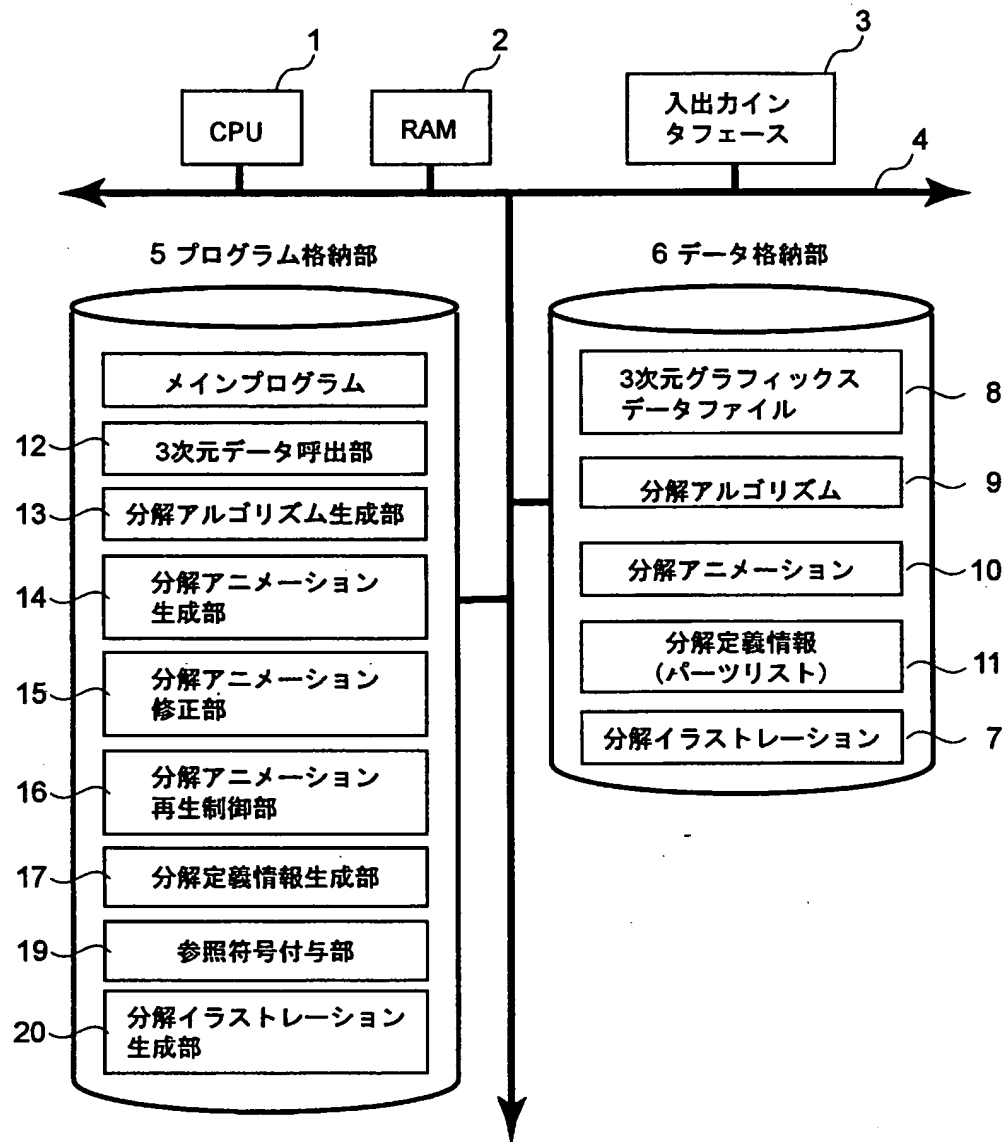 1
2
3
CPU
RAM
入出力イン
タフェース
4
5 プログラム格納部
メインプログラム
12
3次元データ呼出部
13
分解アルゴリズム生成部
14
分解アニメーション
生成部
15
分解アニメーション
修正部
16
分解アニメーション
再生制御部
17
分解定義情報生成部
19
参照符号付与部
20
分解イラストレーション
生成部
6 データ格納部
3次元グラフィックス
データファイル
8
分解アルゴリズム
9
分解アニメーション
10
分解定義情報
(パーツリスト)
11
分解イラストレーション
7